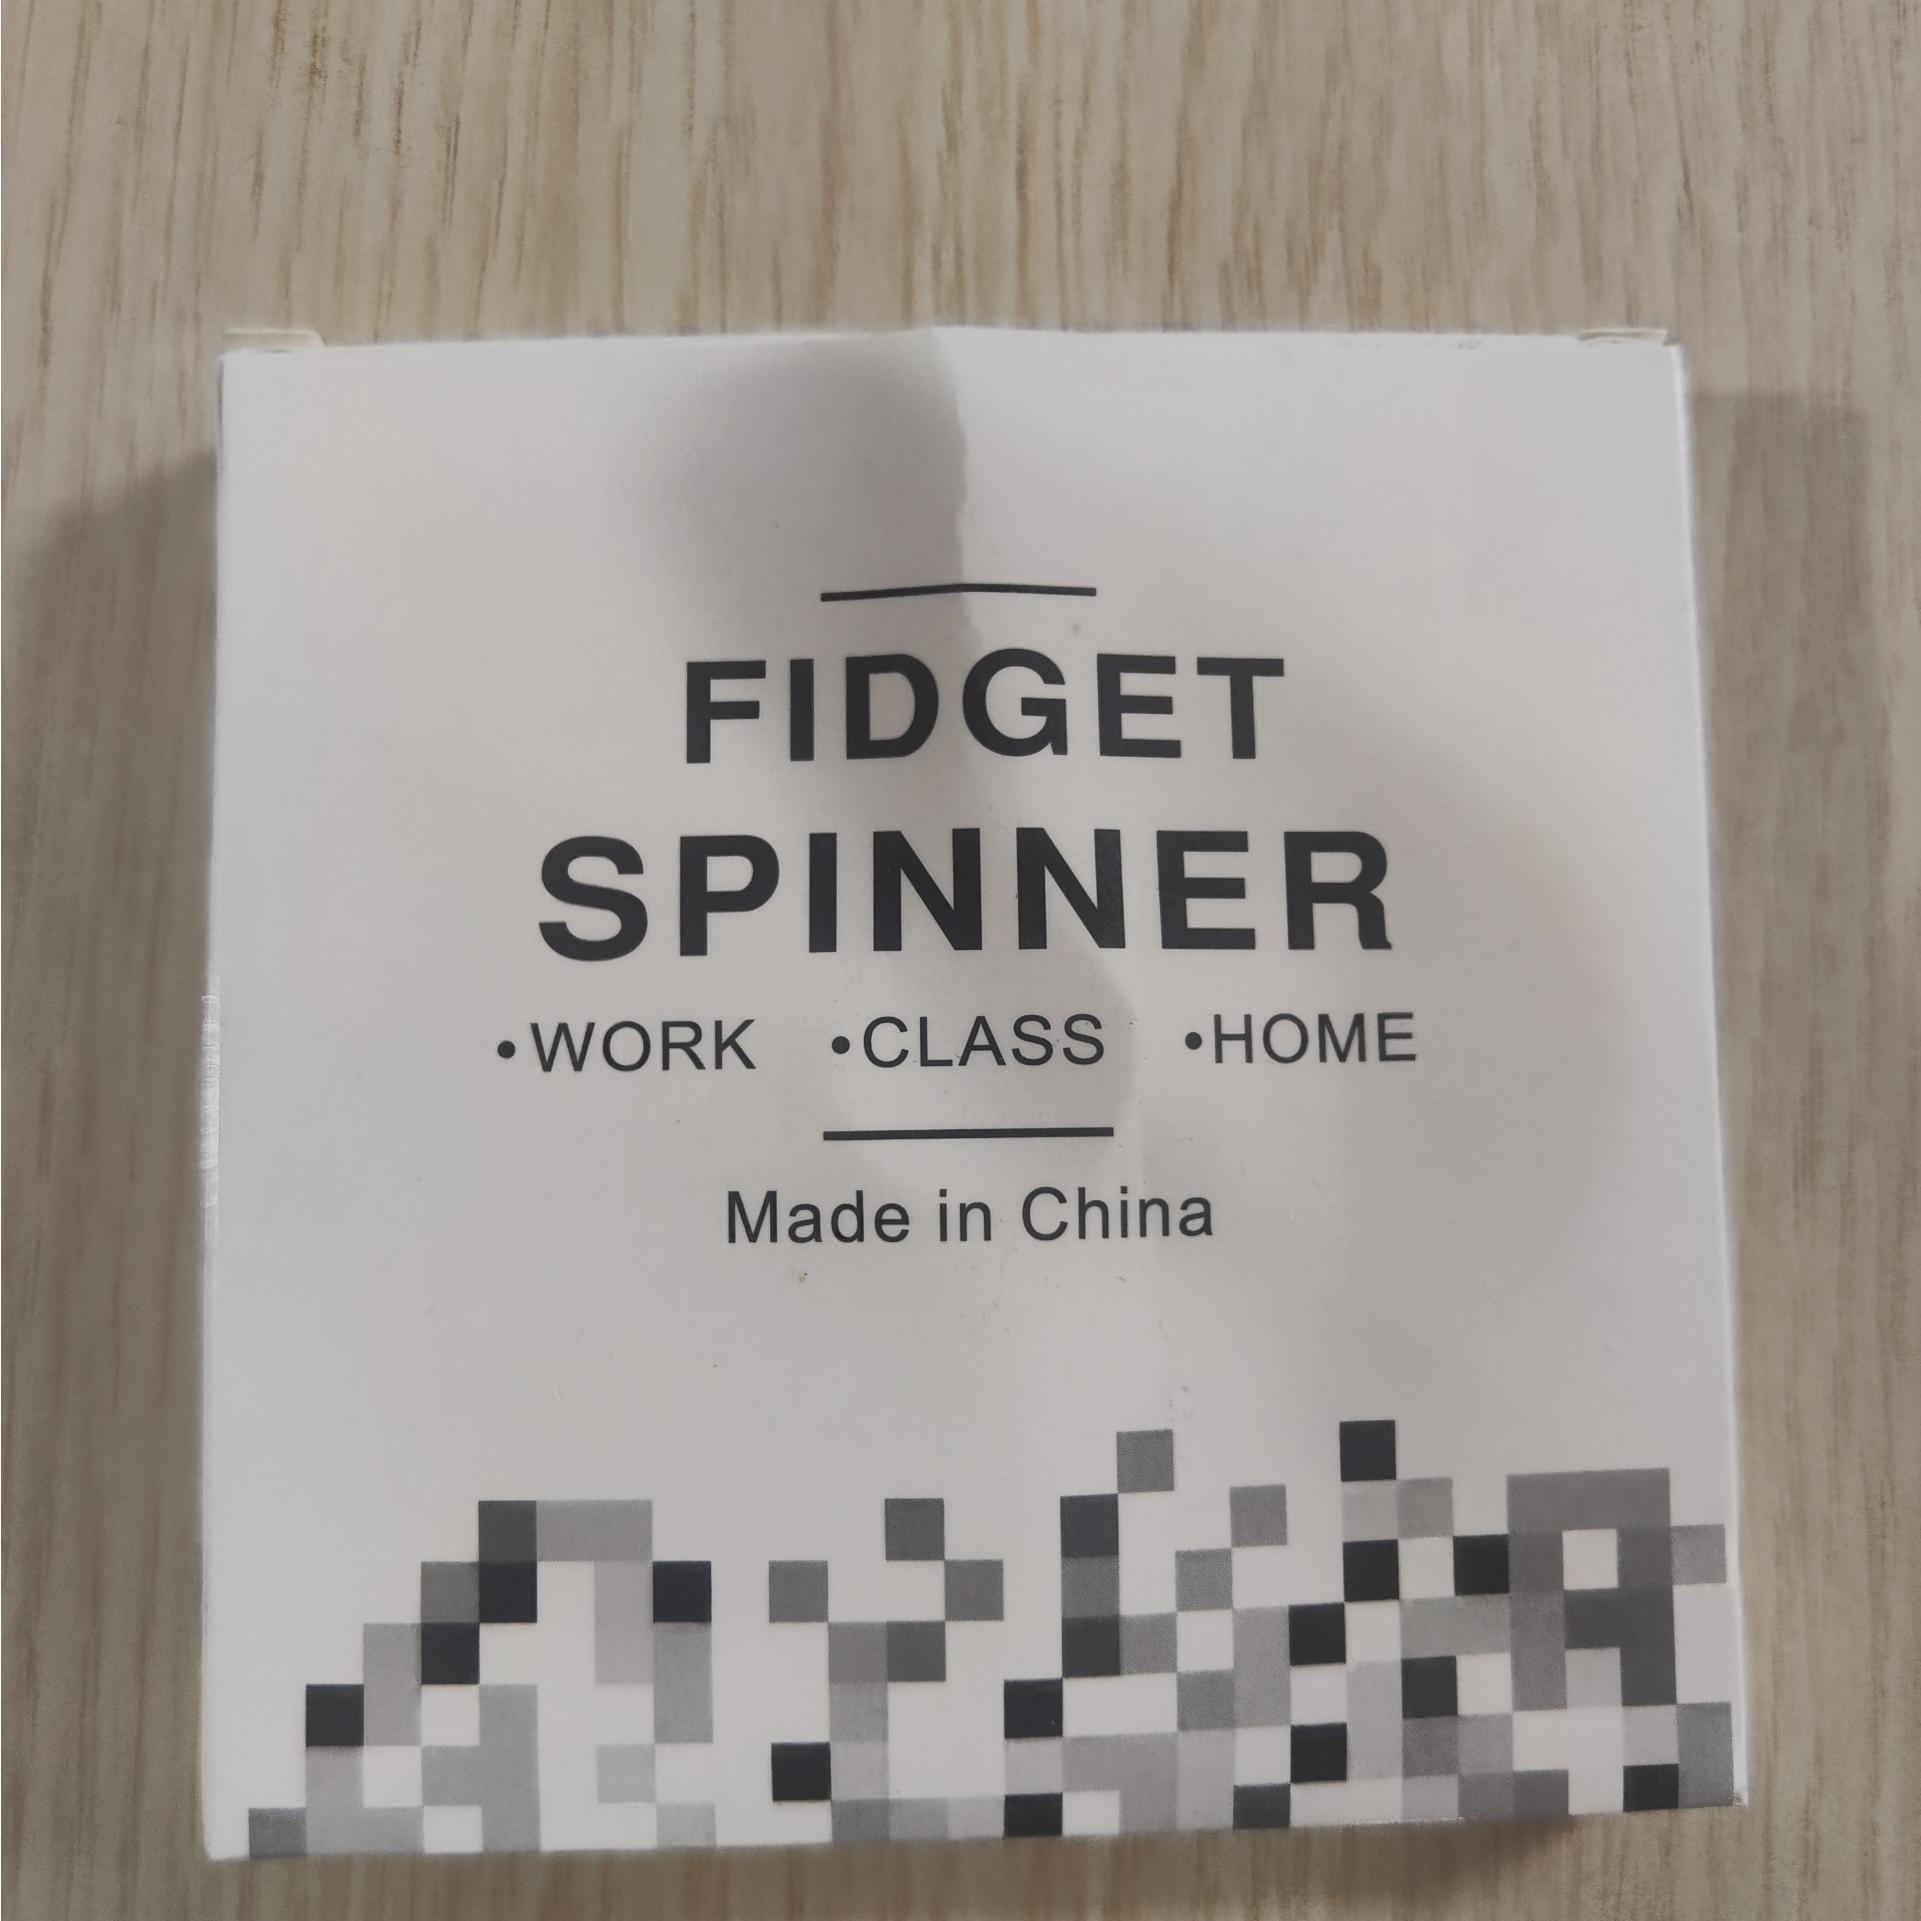 FIDGET
SPINNER
•WORK •CLASS •HOME
Made in China